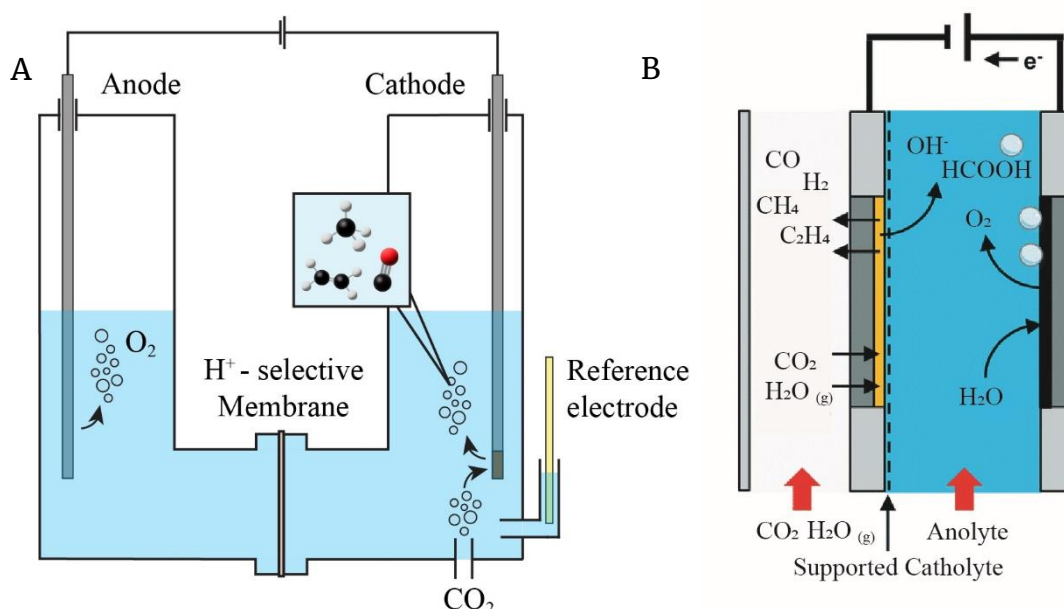 A
Anode
Cathode
O₂
H⁺ - selective
Membrane
Reference
electrode
CO₂
B
e⁻
CO
H₂
CH₄
C₂H₄
OH⁻
HCOOH
O₂
CO₂
H₂O (g)
H₂O
CO₂ H₂O (g)
Anolyte
Supported Catholyte